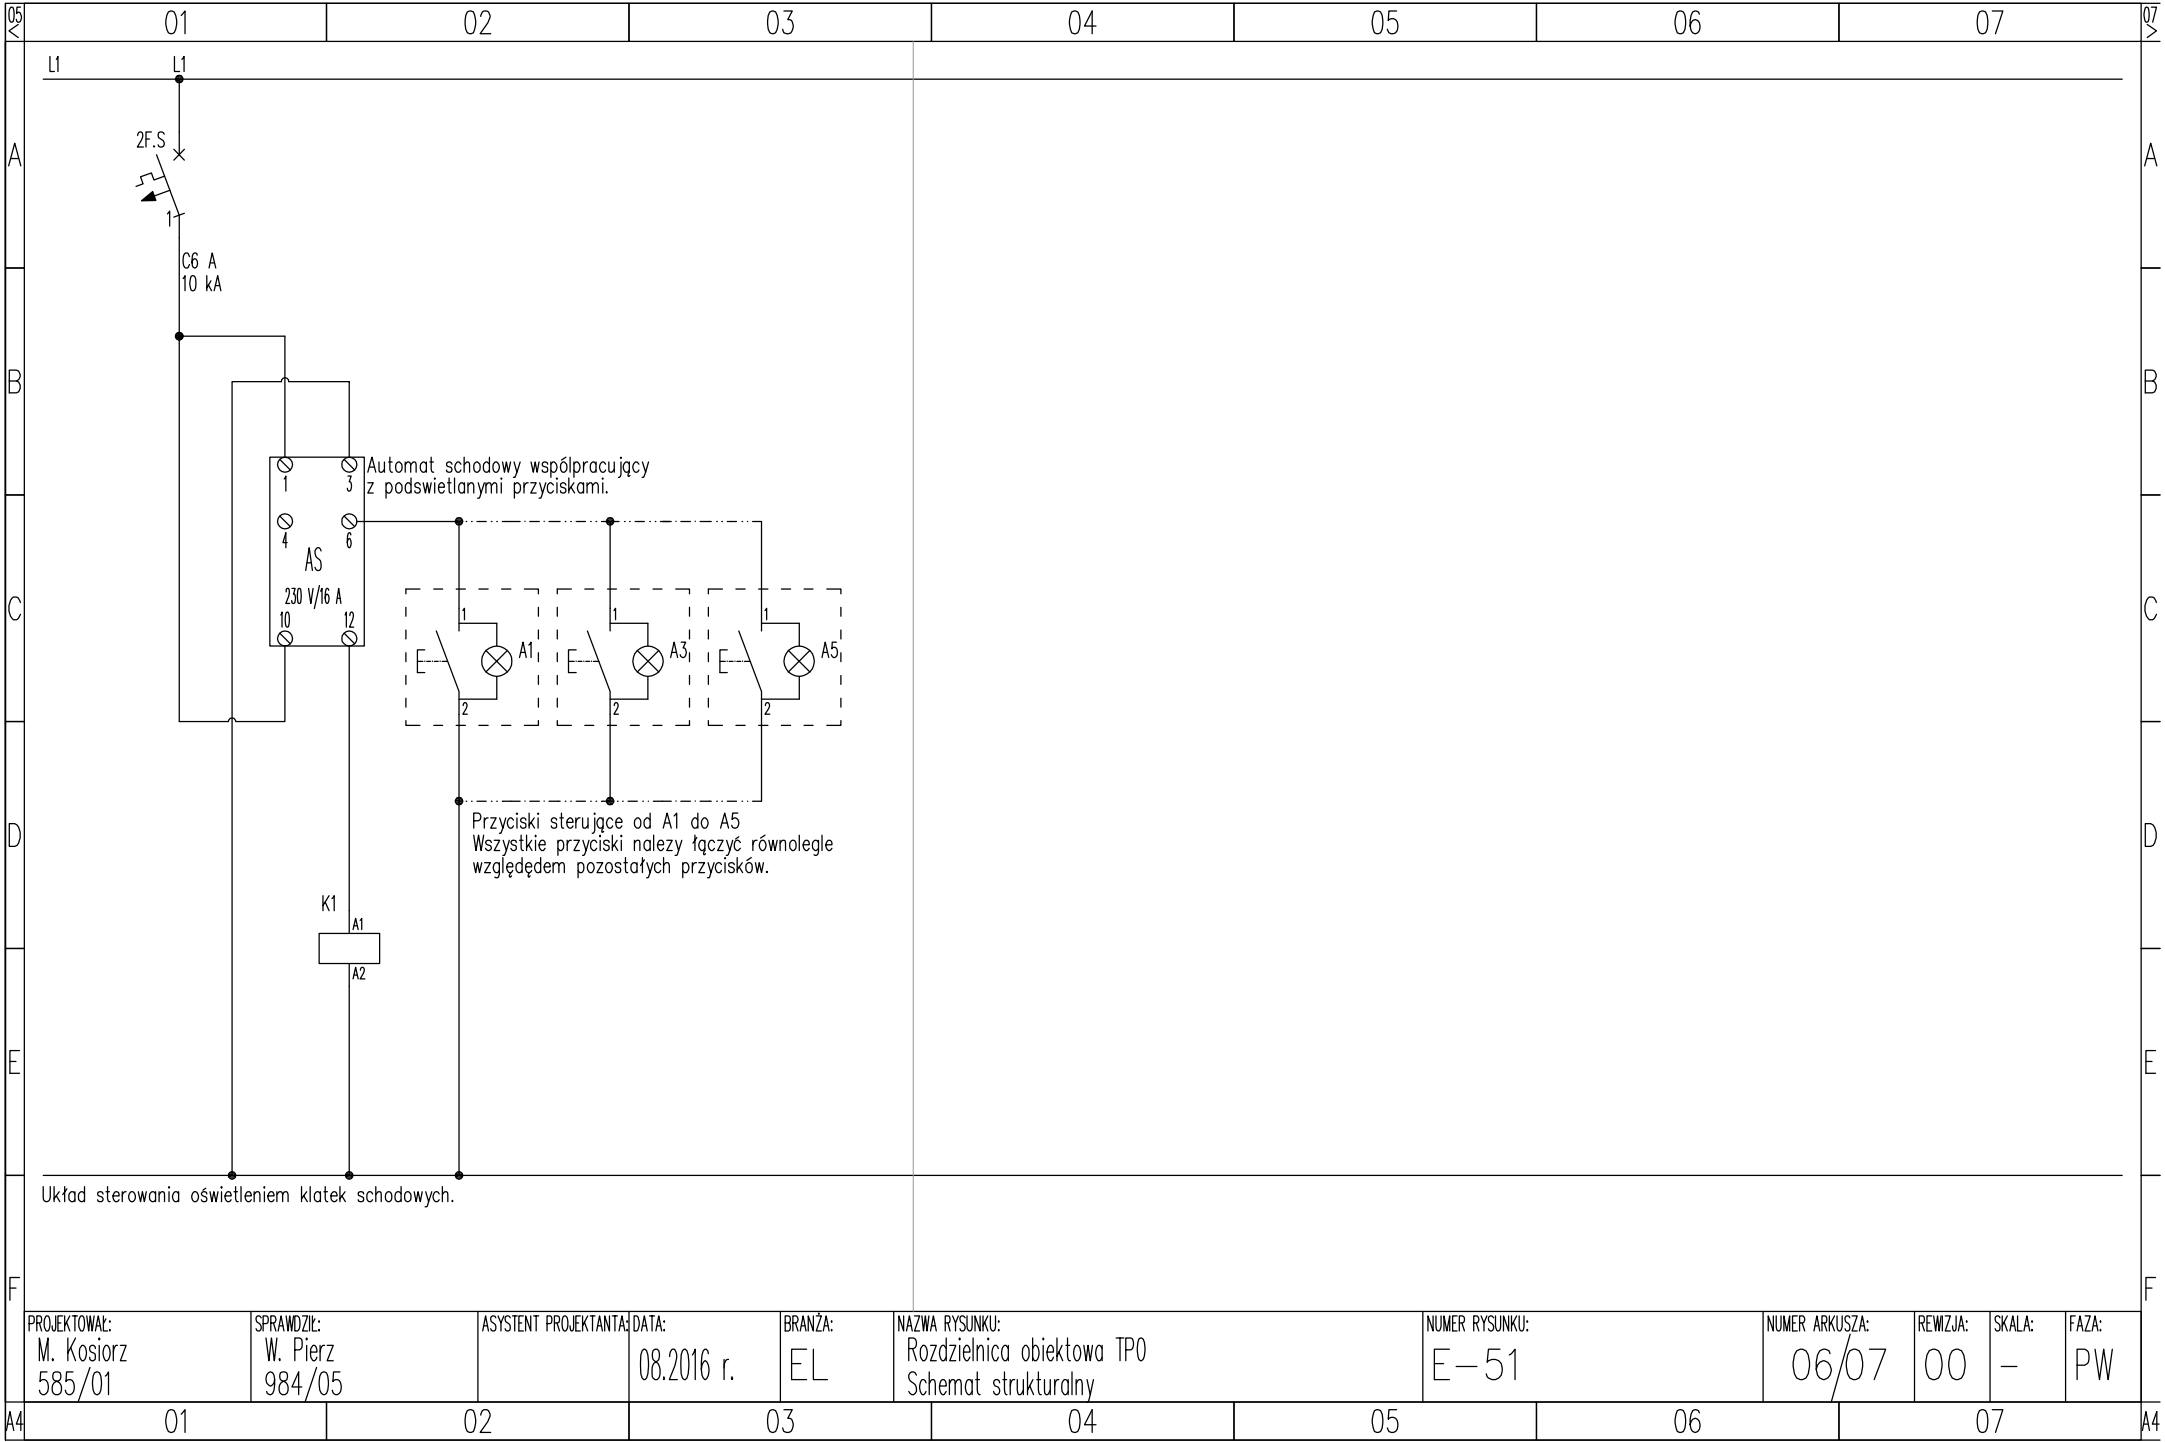 05 < 01 02 03 04 05 06 07 07 >
L1 L1
2F.S
A A
1
C6 A
10 kA
B B
Automat schodowy wspólpracujący
z podswietlanymi przyciskami.
1 3
4 6
AS
230 V/16 A
10 12
C C
1 1 1
A1 A3 A5
2 2 2
Przyciski sterujące od A1 do A5
Wszystkie przyciski nalezy łączyć równolegle
względędem pozostałych przycisków.
D D
K1
A1
A2
E E
Układ sterowania oświetleniem klatek schodowych.
F F
PROJEKTOWAŁ: SPRAWDZIŁ: ASYSTENT PROJEKTANTA: DATA: BRANŻA: NAZWA RYSUNKU: NUMER RYSUNKU: NUMER ARKUSZA: REWIZJA: SKALA: FAZA:
M. Kosiorz W. Pierz Rozdzielnica obiektowa TP0
08.2016 r. EL E-51 06/07 00 - PW
585/01 984/05 Schemat strukturalny
A4 01 02 03 04 05 06 07 A4